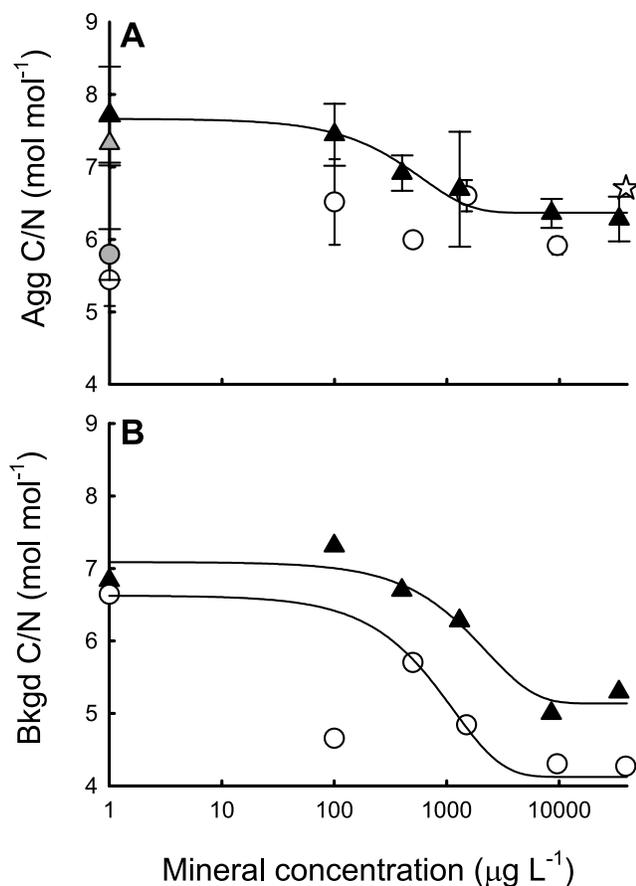 A
Agg C/N (mol mol⁻¹)
9
8
7
6
5
4
B
Bkgd C/N (mol mol⁻¹)
9
8
7
6
5
4
1 10 100 1000 10000
Mineral concentration (μg L⁻¹)